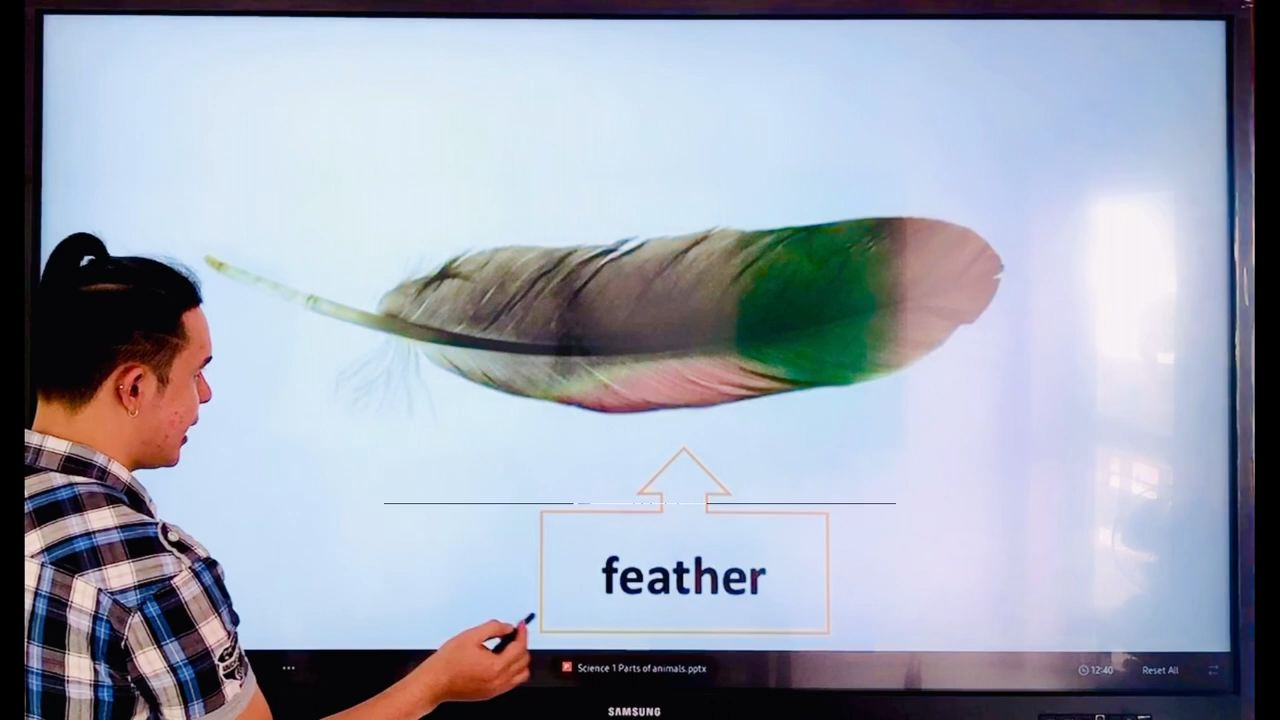 feather
Science 1 Parts of animals.pptx
12:40
Reset All
SAMSUNG